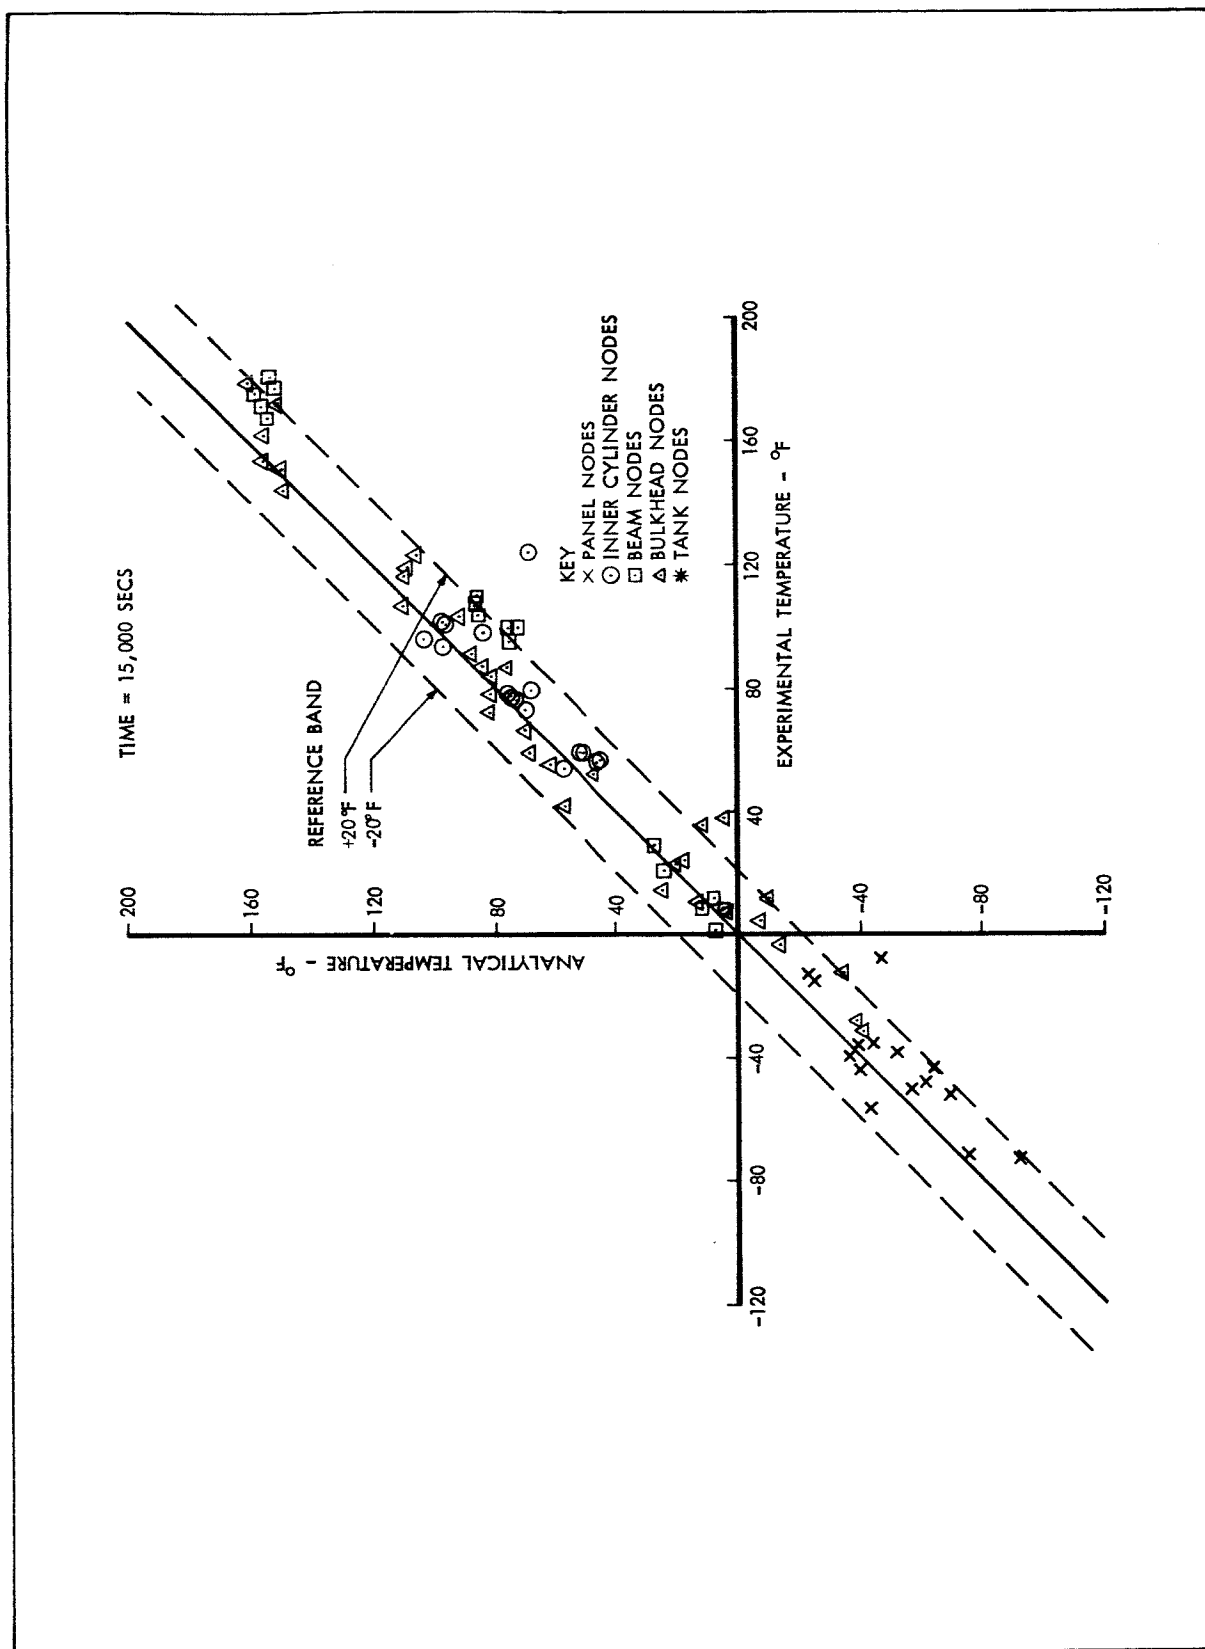 TIME = 15,000 SECS
REFERENCE BAND
+20°F
-20°F
ANALYTICAL TEMPERATURE - °F
200
160
120
80
40
-40
-80
-120
-120
-80
-40
40
80
120
160
200
EXPERIMENTAL TEMPERATURE - °F
KEY
× PANEL NODES
⊙ INNER CYLINDER NODES
⊡ BEAM NODES
◬ BULKHEAD NODES
✱ TANK NODES